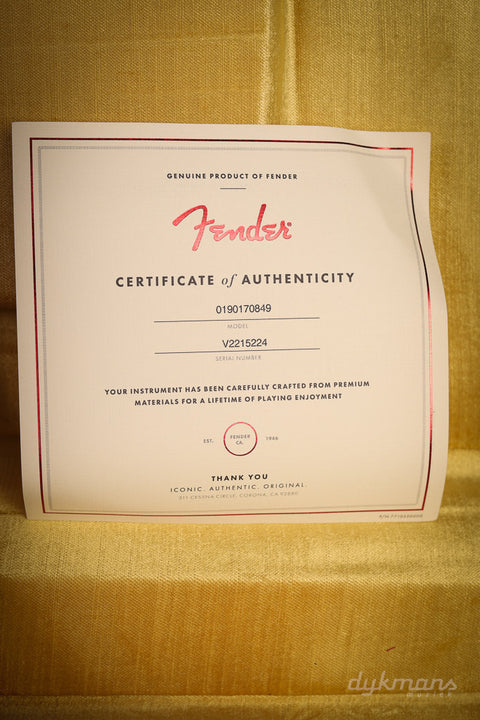 GENUINE PRODUCT OF FENDER
Fender
CERTIFICATE of AUTHENTICITY
0190170849
MODEL
V2215224
SERIAL NUMBER
YOUR INSTRUMENT HAS BEEN CAREFULLY CRAFTED FROM PREMIUM
MATERIALS FOR A LIFETIME OF PLAYING ENJOYMENT
EST. FENDER CA. 1946
THANK YOU
ICONIC. AUTHENTIC. ORIGINAL.
311 CESSNA CIRCLE, CORONA, CA 92880
dykmans
muziek